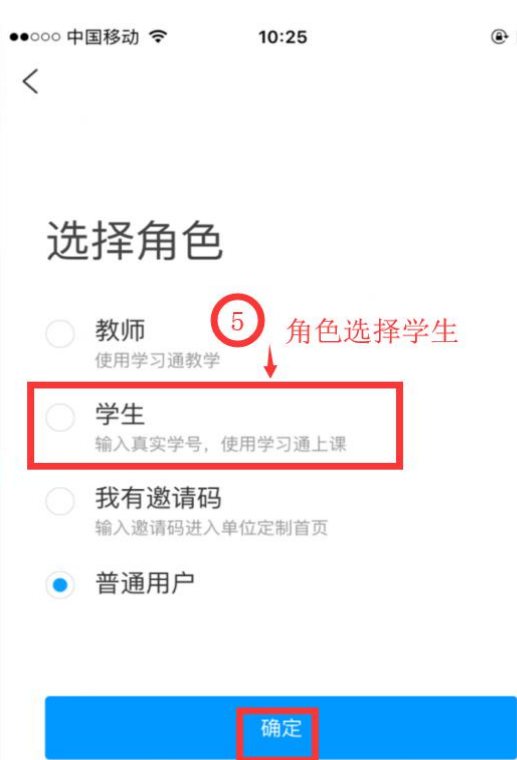 中国移动 10:25
选择角色
教师
使用学习通教学
5
角色选择学生
学生
输入真实学号，使用学习通上课
我有邀请码
输入邀请码进入单位定制首页
普通用户
确定